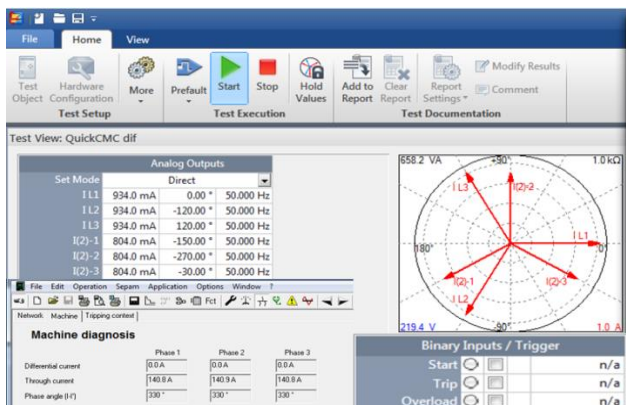 File Home View
Test Object Hardware Configuration More Prefault Start Stop Hold Values Add to Report Clear Report Report Settings Modify Results
Comment
Test Setup Test Execution Test Documentation
Test View: QuickCMC dif
Analog Outputs
Set Mode Direct
I L1 934.0 mA 0.00 ° 50.000 Hz
I L2 934.0 mA -120.00 ° 50.000 Hz
I L3 934.0 mA 120.00 ° 50.000 Hz
I(2)-1 804.0 mA -150.00 ° 50.000 Hz
I(2)-2 804.0 mA -270.00 ° 50.000 Hz
I(2)-3 804.0 mA -30.00 ° 50.000 Hz
658.2 VA +90° 1.0 kΩ
I L3 I(2)-2
I L1
180° 0°
I(2)-1 I(2)-3
I L2
219.4 V -90° 1.0 A
File Edit Operation Sepam Application Options Window ?
Fct
Network Machine Tripping context
Machine diagnosis
Phase 1 Phase 2 Phase 3
Differential current 0.0 A 0.0 A 0.0 A
Through current 140.8 A 140.9 A 140.8 A
Phase angle (I-I') 330 ° 330 ° 330 °
Binary Inputs / Trigger
Start n/a
Trip n/a
Overload n/a